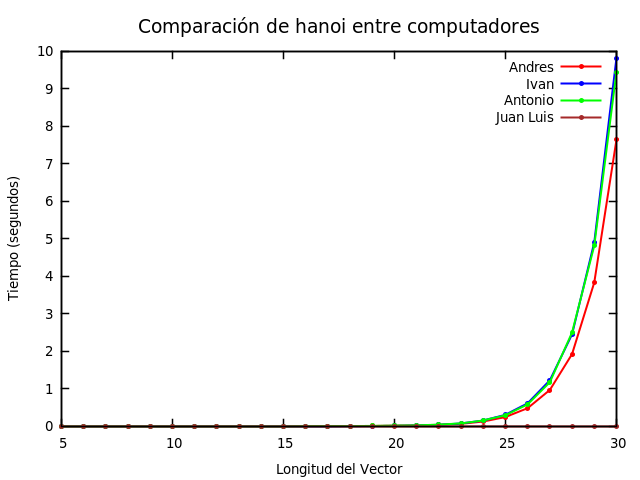 Comparación de hanoi entre computadores
10
9
8
7
6
5
4
3
2
1
0
Tiempo (segundos)
Andres
Ivan
Antonio
Juan Luis
5 10 15 20 25 30
Longitud del Vector